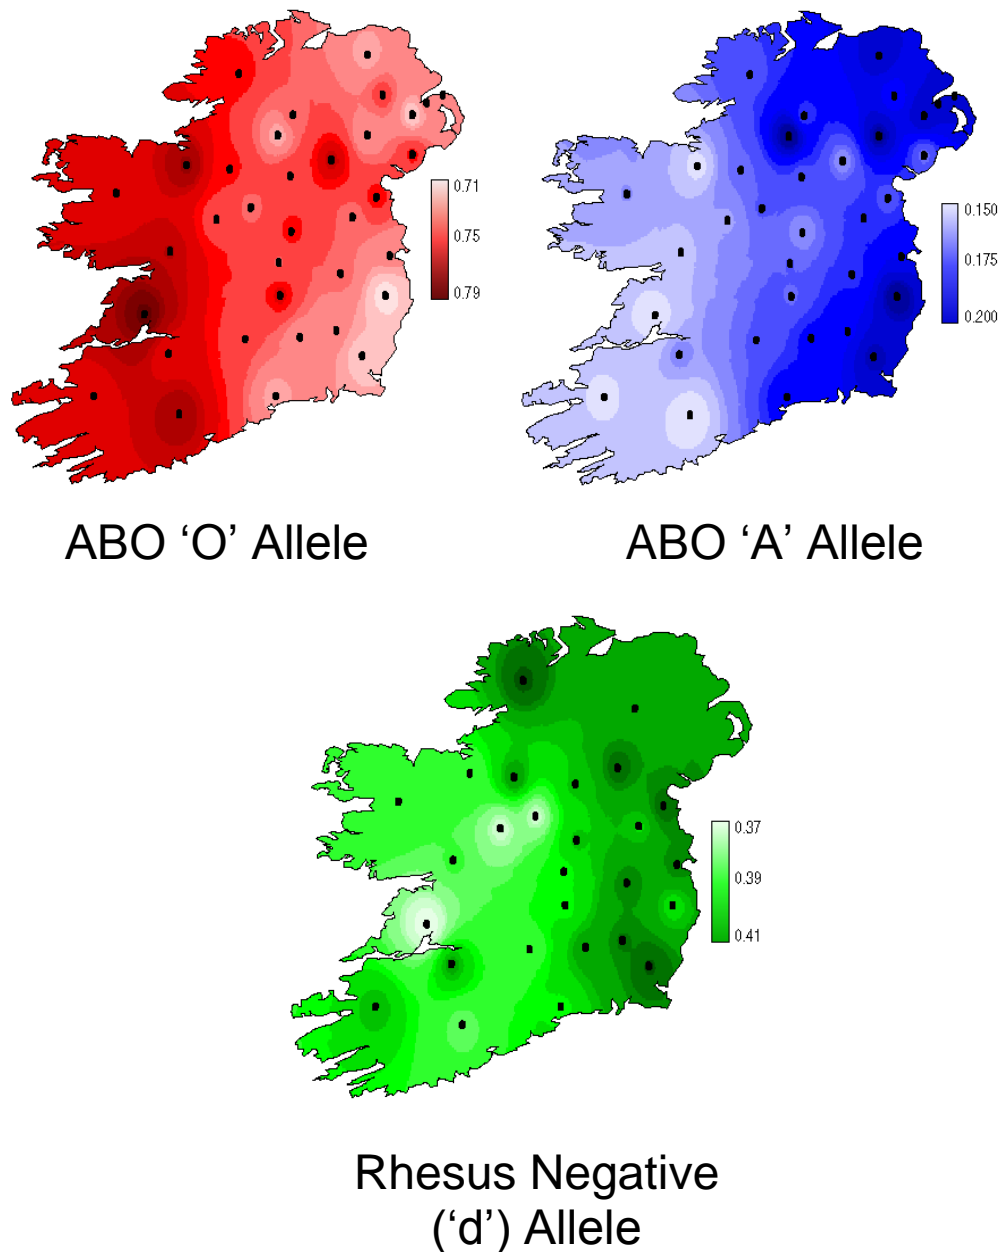 0.71
0.75
0.79
0.150
0.175
0.200
ABO ‘O’ Allele
ABO ‘A’ Allele
0.37
0.39
0.41
Rhesus Negative
(‘d’) Allele